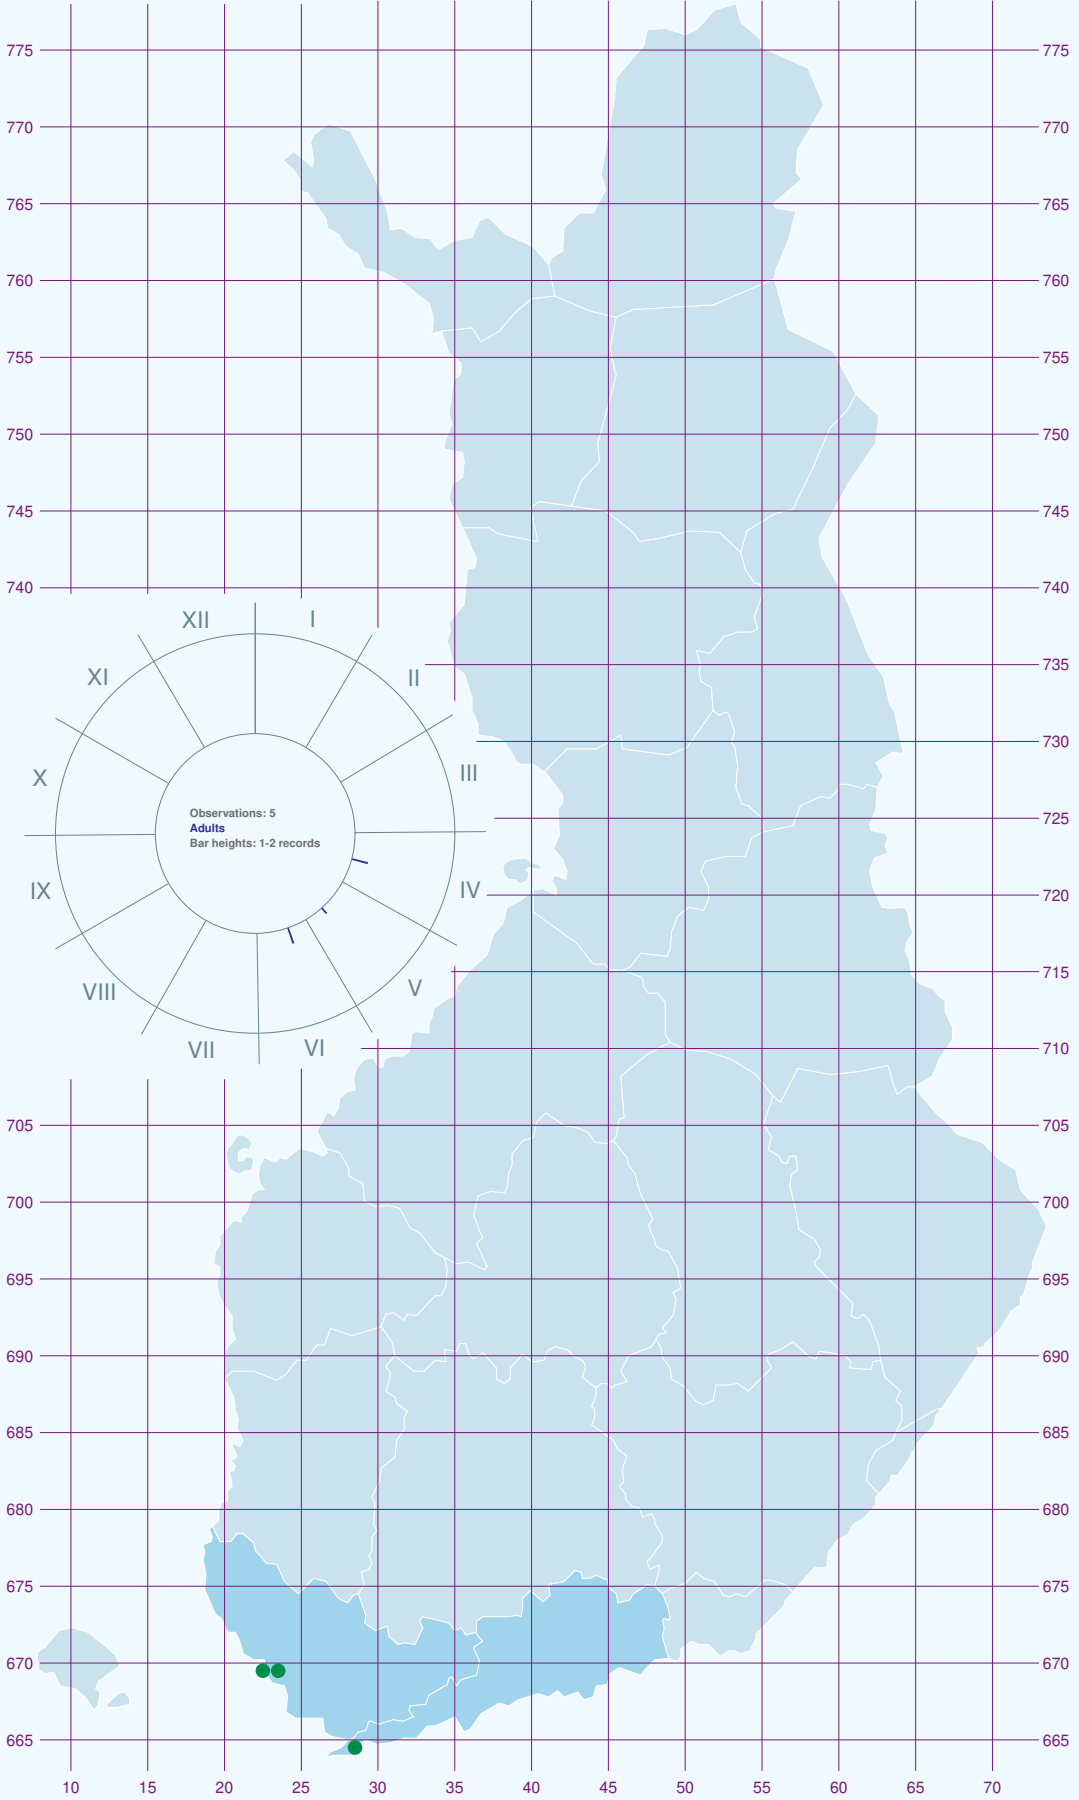 775 775
770 770
765 765
760 760
755 755
750 750
745 745
740 740
XII I
XI II
735
X III
730
Observations: 5
Adults
Bar heights: 1-2 records
725
IX IV
720
VIII V
715
VII VI
710
705 705
700 700
695 695
690 690
685 685
680 680
675 675
670 670
665 665
10 15 20 25 30 35 40 45 50 55 60 65 70